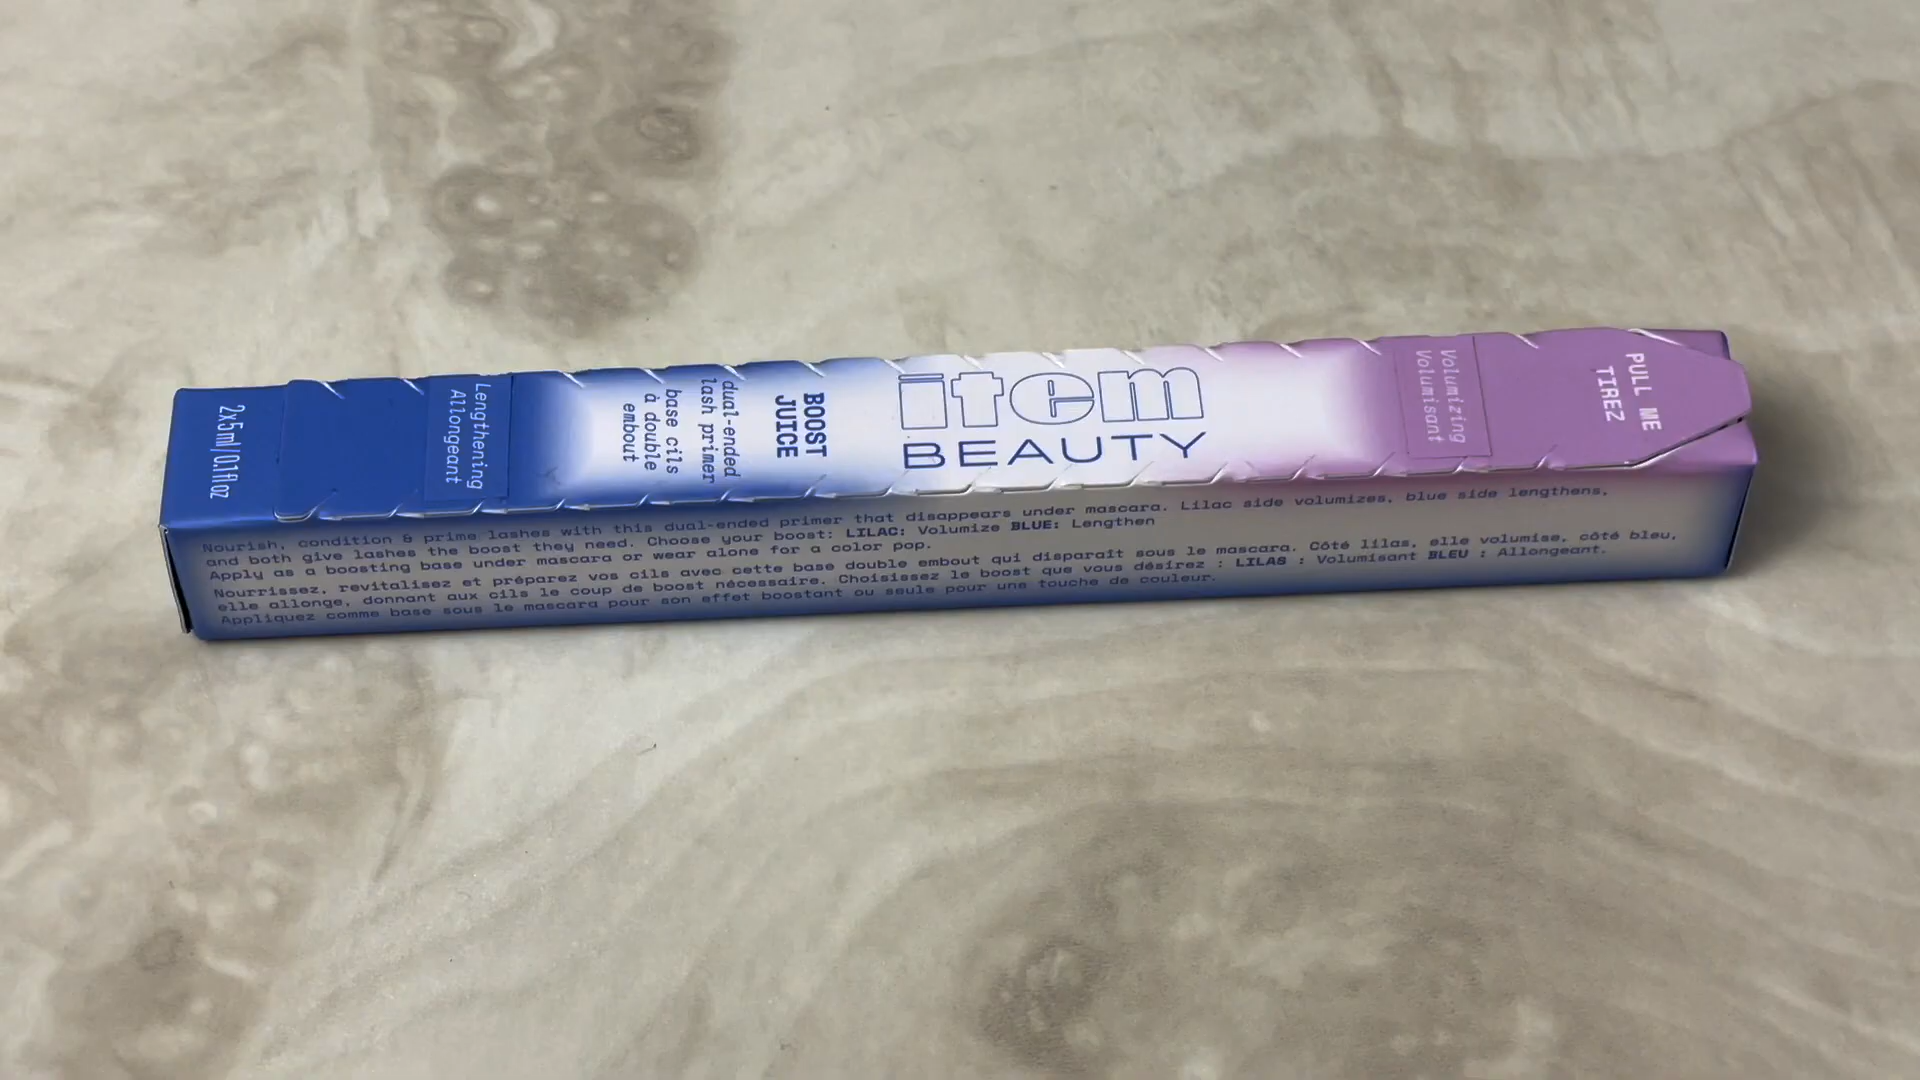 2x5ml/0.1fl oz
Lengthening
Allongeant
dual-ended
lash primer
base cils
à double
embout
BOOST
JUICE
item
BEAUTY
Volumizing
Volumisant
PULL ME
TIREZ
Nourish, condition & prime lashes with this dual-ended primer that disappears under mascara. Lilac side volumizes, blue side lengthens,
and both give lashes the boost they need. Choose your boost: LILAC: Volumize BLUE: Lengthen
Apply as a boosting base under mascara or wear alone for a color pop.
Nourrissez, revitalisez et préparez vos cils avec cette base double embout qui disparaît sous le mascara. Côté lilas, elle volumise, côté bleu,
elle allonge, donnant aux cils le coup de boost nécessaire. Choisissez le boost que vous désirez : LILAS : Volumisant BLEU : Allongeant.
Appliquez comme base sous le mascara pour son effet boostant ou seule pour une touche de couleur.